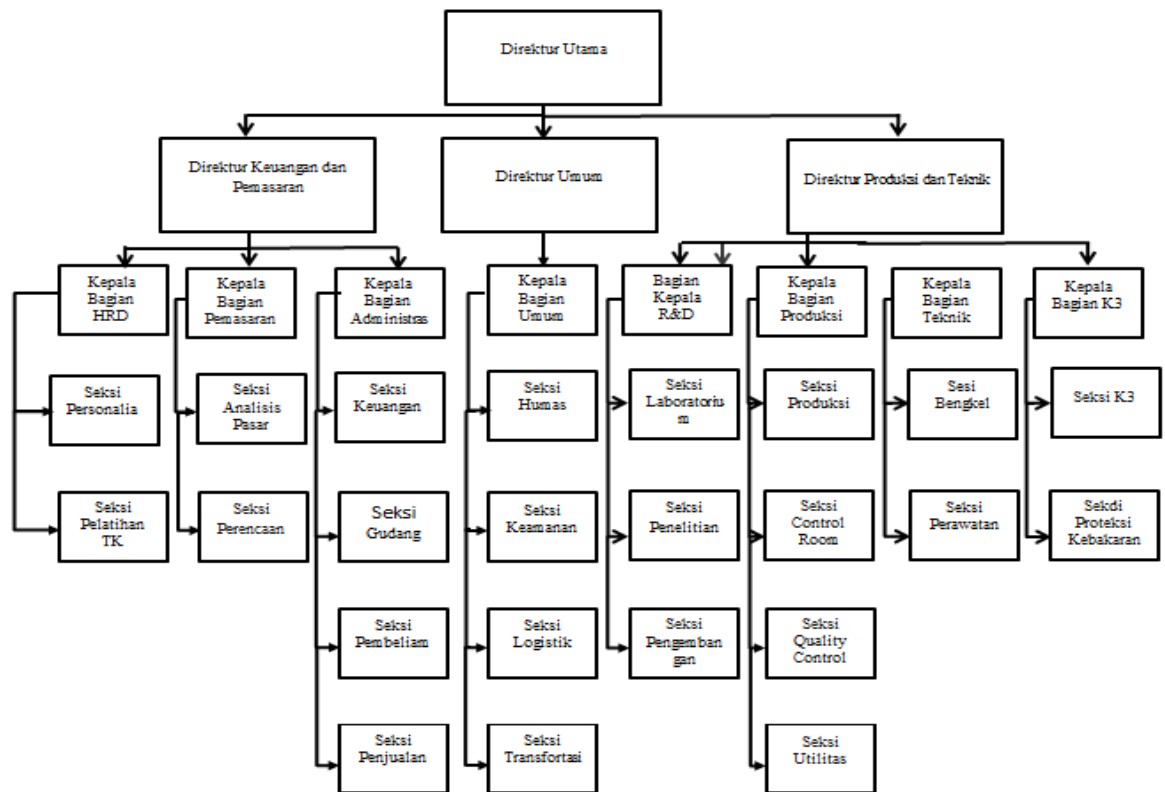 Direktur Utama
Direktur Keuangan dan
Pemasaran
Direktur Umum
Direktur Produksi dan Teknik
Kepala
Bagian
HRD
Kepala
Bagian
Pemasaran
Kepala
Bagian
Administras
Kepala
Bagian
Umum
Bagian
Kepala
R&D
Kepala
Bagian
Produksi
Kepala
Bagian
Teknik
Kepala
Bagian K3
Seksi
Personalia
Seksi
Analisis
Pasar
Seksi
Keuangan
Seksi
Humas
Seksi
Laboratoriu
m
Seksi
Produksi
Sesi
Bengkel
Seksi K3
Seksi
Pelatihan
TK
Seksi
Perencaan
Seksi
Gudang
Seksi
Keamanan
Seksi
Penelitian
Seksi
Control
Room
Seksi
Perawatan
Sekdi
Proteksi
Kebakaran
Seksi
Pembeliam
Seksi
Logistik
Seksi
Pengemban
gan
Seksi
Quality
Control
Seksi
Penjualan
Seksi
Transfortasi
Seksi
Utilitas